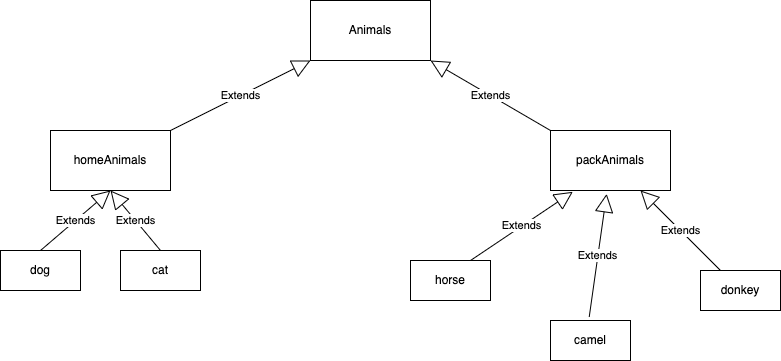 Animals
Extends
Extends
homeAnimals
packAnimals
Extends
Extends
Extends
Extends
Extends
dog
cat
horse
donkey
camel